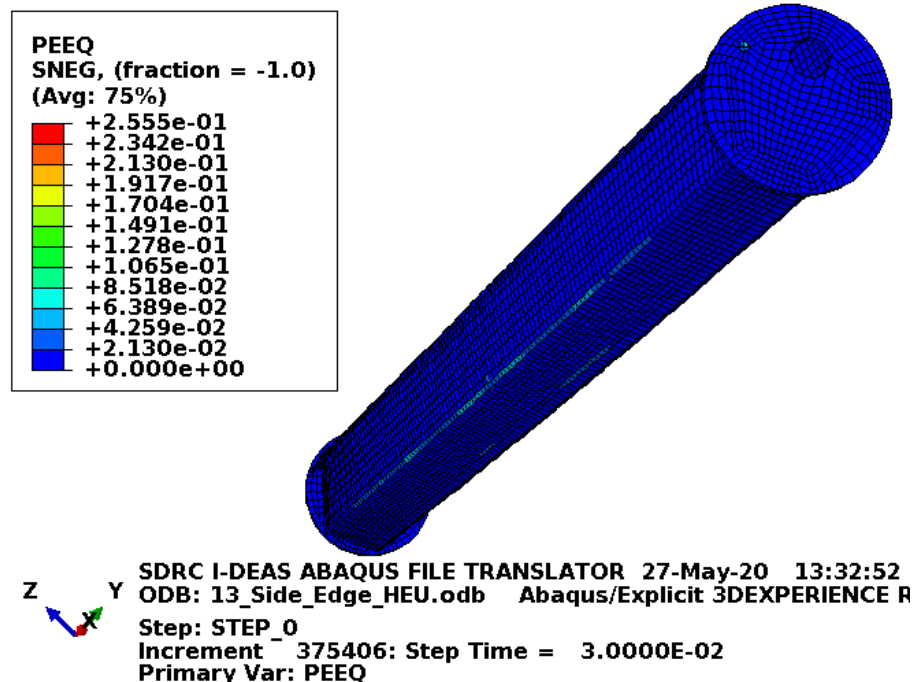 PEEQ
SNEG, (fraction = -1.0)
(Avg: 75%)
+2.555e-01
+2.342e-01
+2.130e-01
+1.917e-01
+1.704e-01
+1.491e-01
+1.278e-01
+1.065e-01
+8.518e-02
+6.389e-02
+4.259e-02
+2.130e-02
+0.000e+00
Z Y X
SDRC I-DEAS ABAQUS FILE TRANSLATOR 27-May-20 13:32:52
ODB: 13_Side_Edge_HEU.odb Abaqus/Explicit 3DEXPERIENCE R
Step: STEP_0
Increment 375406: Step Time = 3.0000E-02
Primary Var: PEEQ